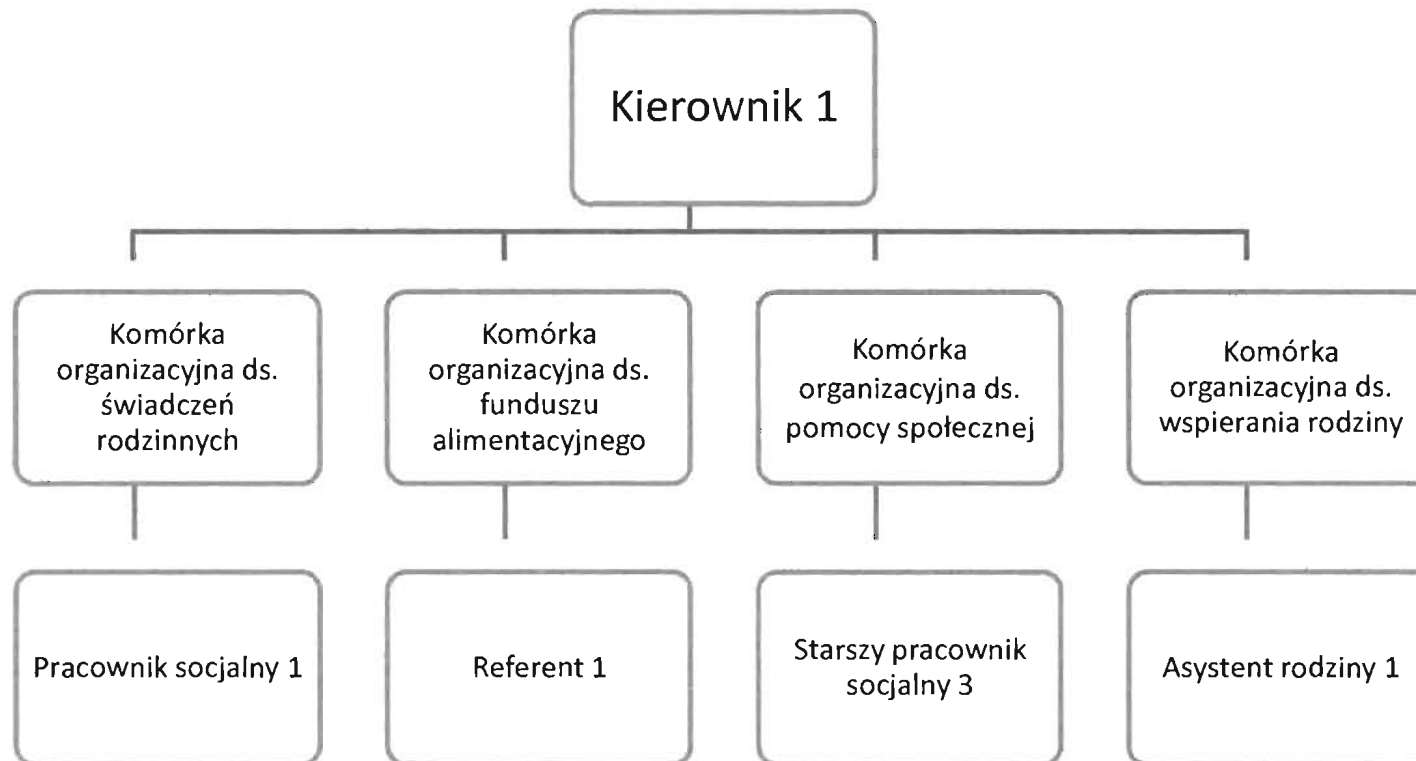 Kierownik 1
Komórka
organizacyjna ds.
świadczeń
rodzinnych
Komórka
organizacyjna ds.
funduszu
alimentacyjnego
Komórka
organizacyjna ds.
pomocy społecznej
Komórka
organizacyjna ds.
wspierania rodziny
Pracownik socjalny 1
Referent 1
Starszy pracownik
socjalny 3
Asystent rodziny 1